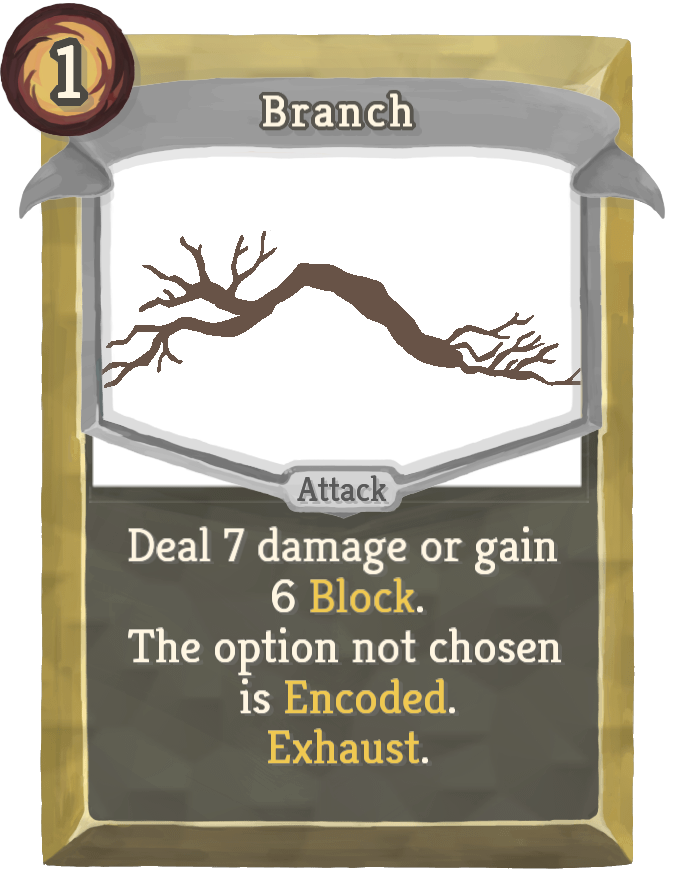 1
Branch
Attack
Deal 7 damage or gain
6 Block.
The option not chosen
is Encoded.
Exhaust.